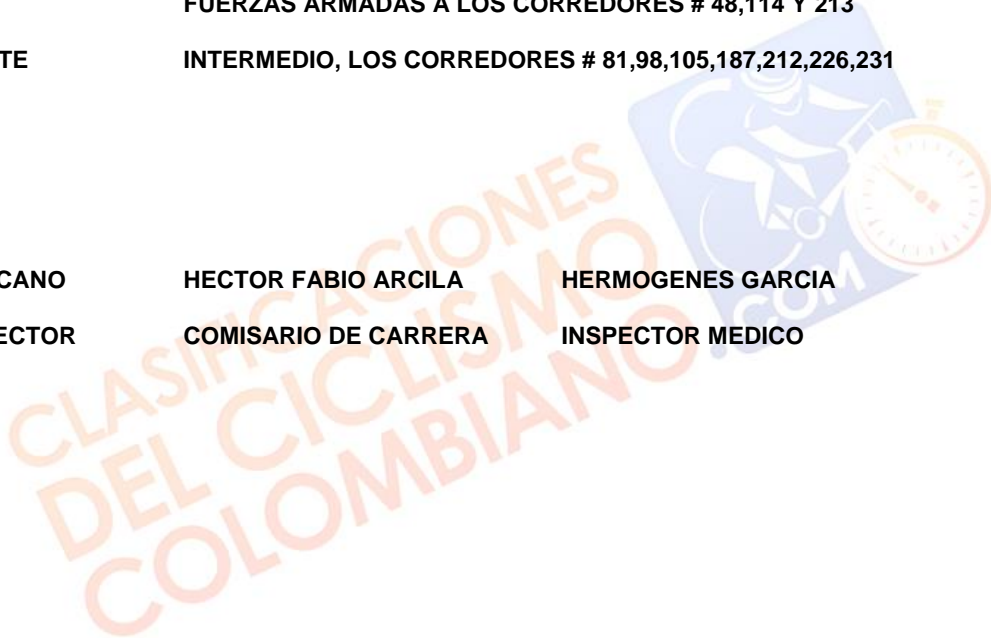 FUERZAS ARMADAS A LOS CORREDORES # 48,114 Y 213
TE INTERMEDIO, LOS CORREDORES # 81,98,105,187,212,226,231
CANO HECTOR FABIO ARCILA HERMOGENES GARCIA
ECTOR COMISARIO DE CARRERA INSPECTOR MEDICO
CLASIFICACIONES
DEL CICLISMO
COLOMBIANO.COM